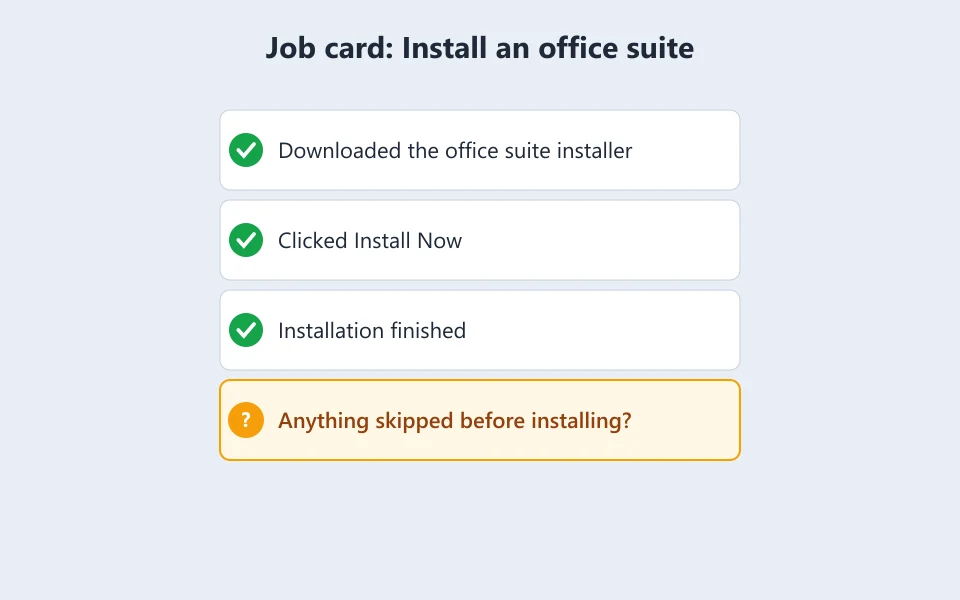 Job card: Install an office suite
Downloaded the office suite installer
Clicked Install Now
Installation finished
? Anything skipped before installing?